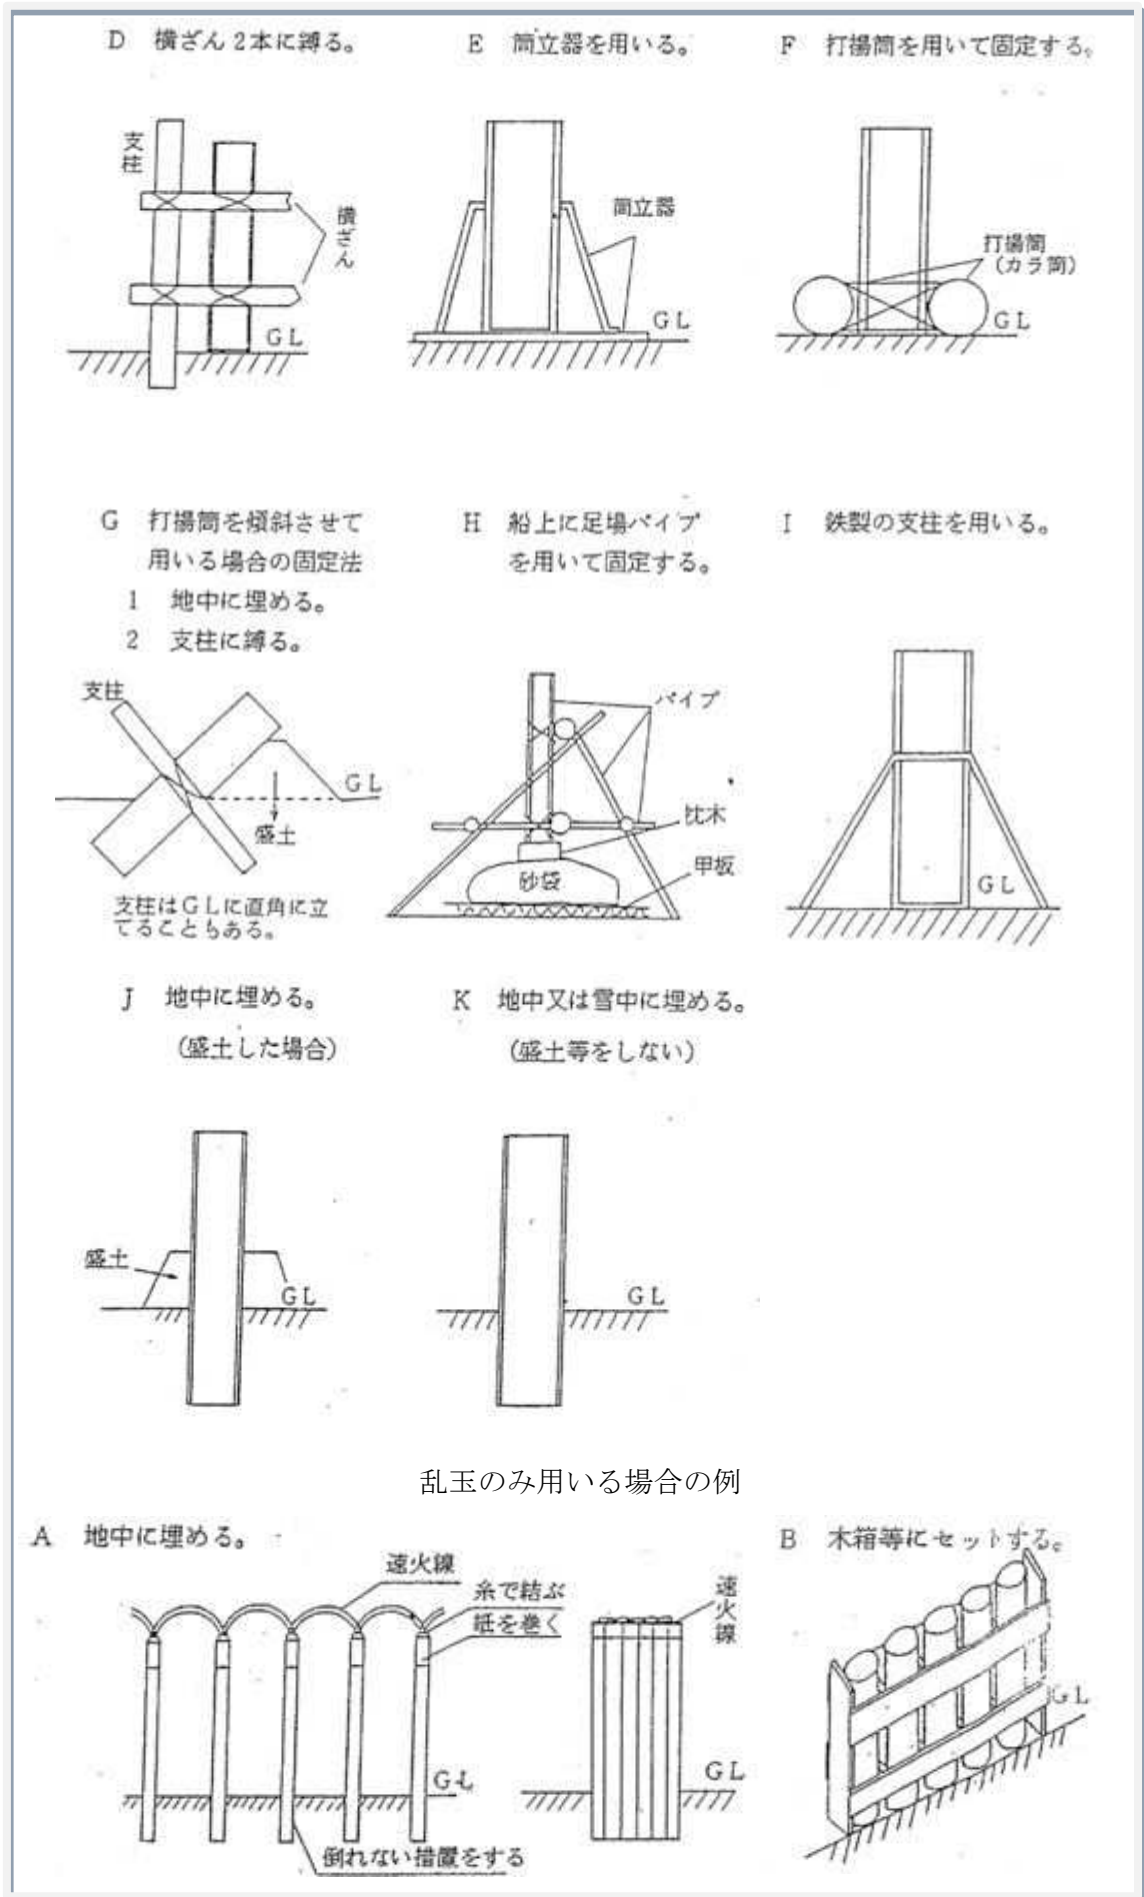 D 横ざん2本に縛る。
E 筒立器を用いる。
F 打揚筒を用いて固定する。
支柱
横ざん
GL
筒立器
GL
打揚筒
(カラ筒)
GL
G 打揚筒を傾斜させて
用いる場合の固定法
1 地中に埋める。
2 支柱に縛る。
H 船上に足場パイプ
を用いて固定する。
I 鉄製の支柱を用いる。
支柱
GL
盛土
支柱はGLに直角に立
てることもある。
パイプ
枕木
甲板
砂袋
GL
J 地中に埋める。
(盛土した場合)
K 地中又は雪中に埋める。
(盛土等をしない)
盛土
GL
GL
乱玉のみ用いる場合の例
A 地中に埋める。
速火線
糸で結ぶ
紙を巻く
GL
倒れない措置をする
速火線
GL
B 木箱等にセットする。
GL